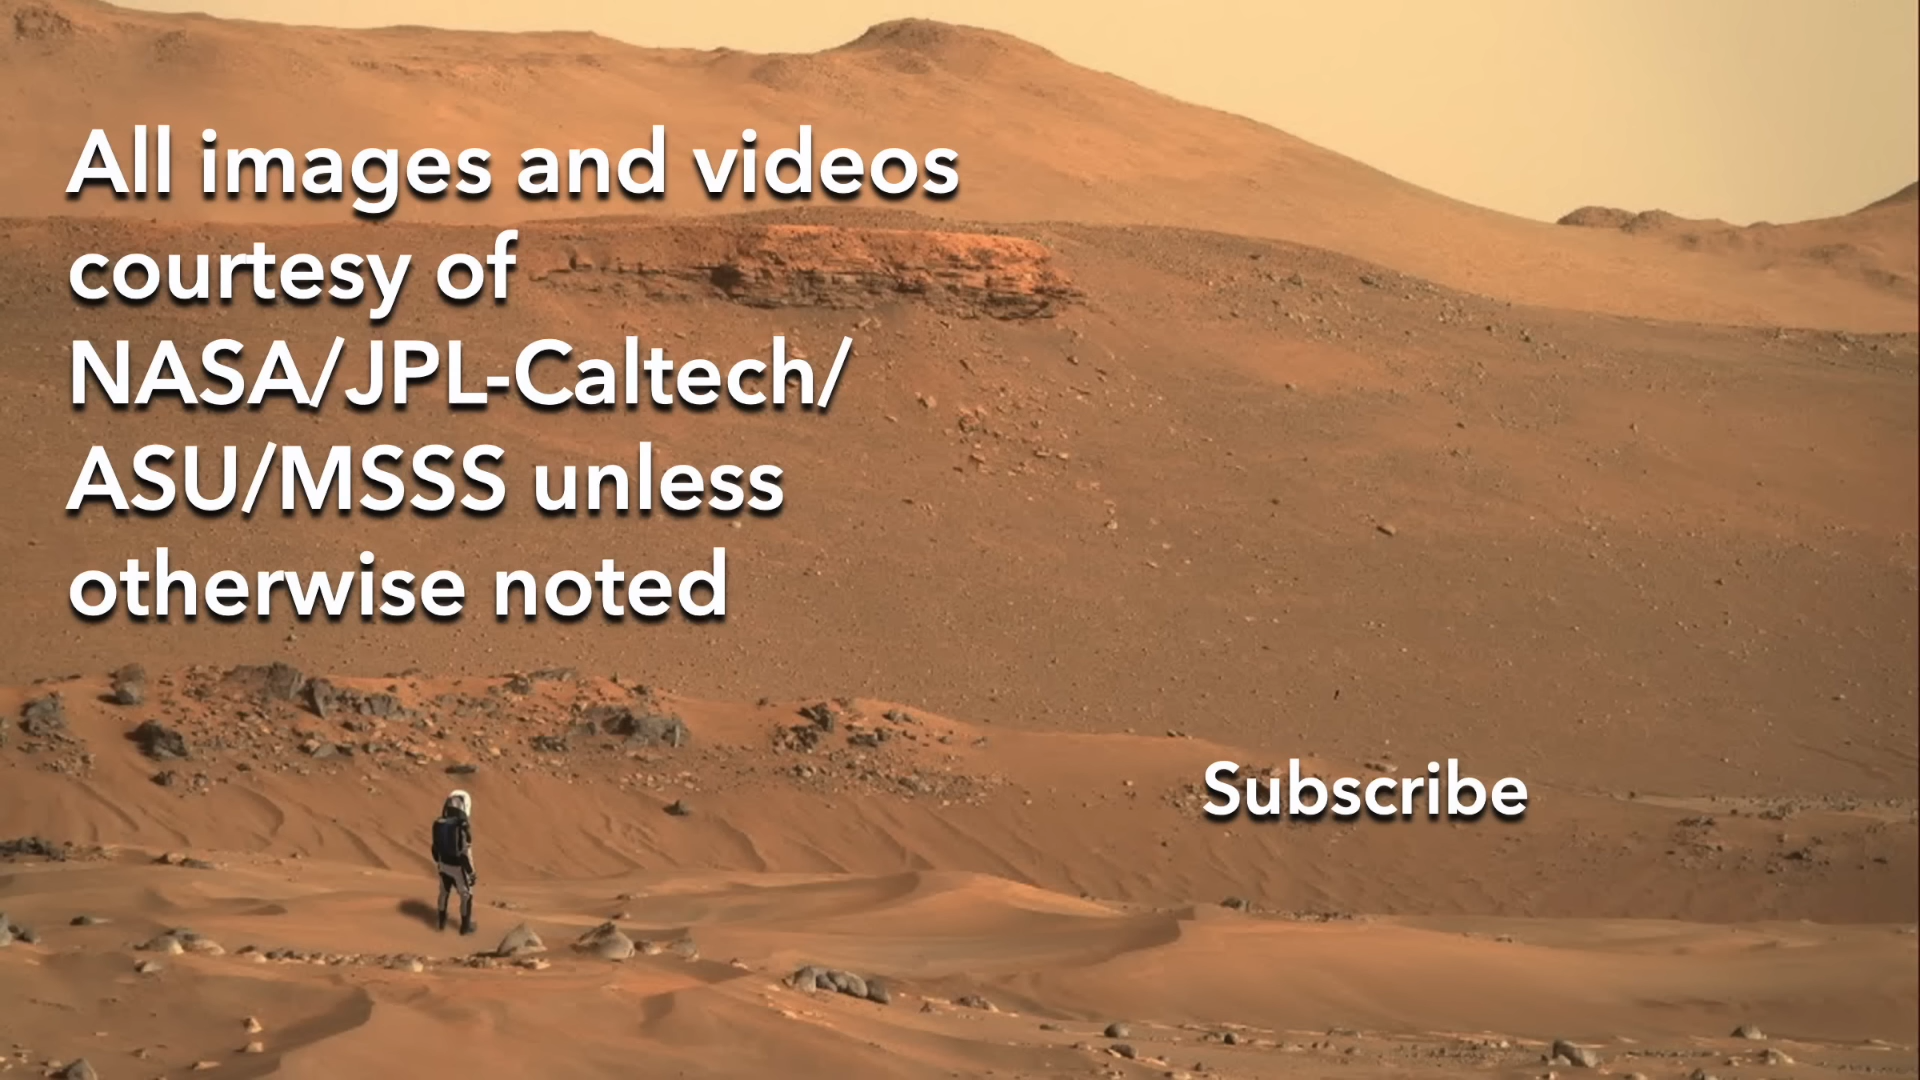 All images and videos
courtesy of
NASA/JPL-Caltech/
ASU/MSSS unless
otherwise noted
Subscribe